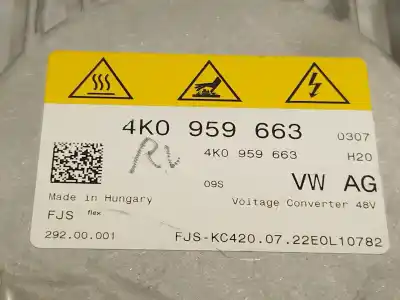 4K0 959 663 0307
4K0 959 663 H20
09S VW AG
Made in Hungary Voltage Converter 48V
FJS flex
292.00.001 FJS-KC420.07.22E0L10782